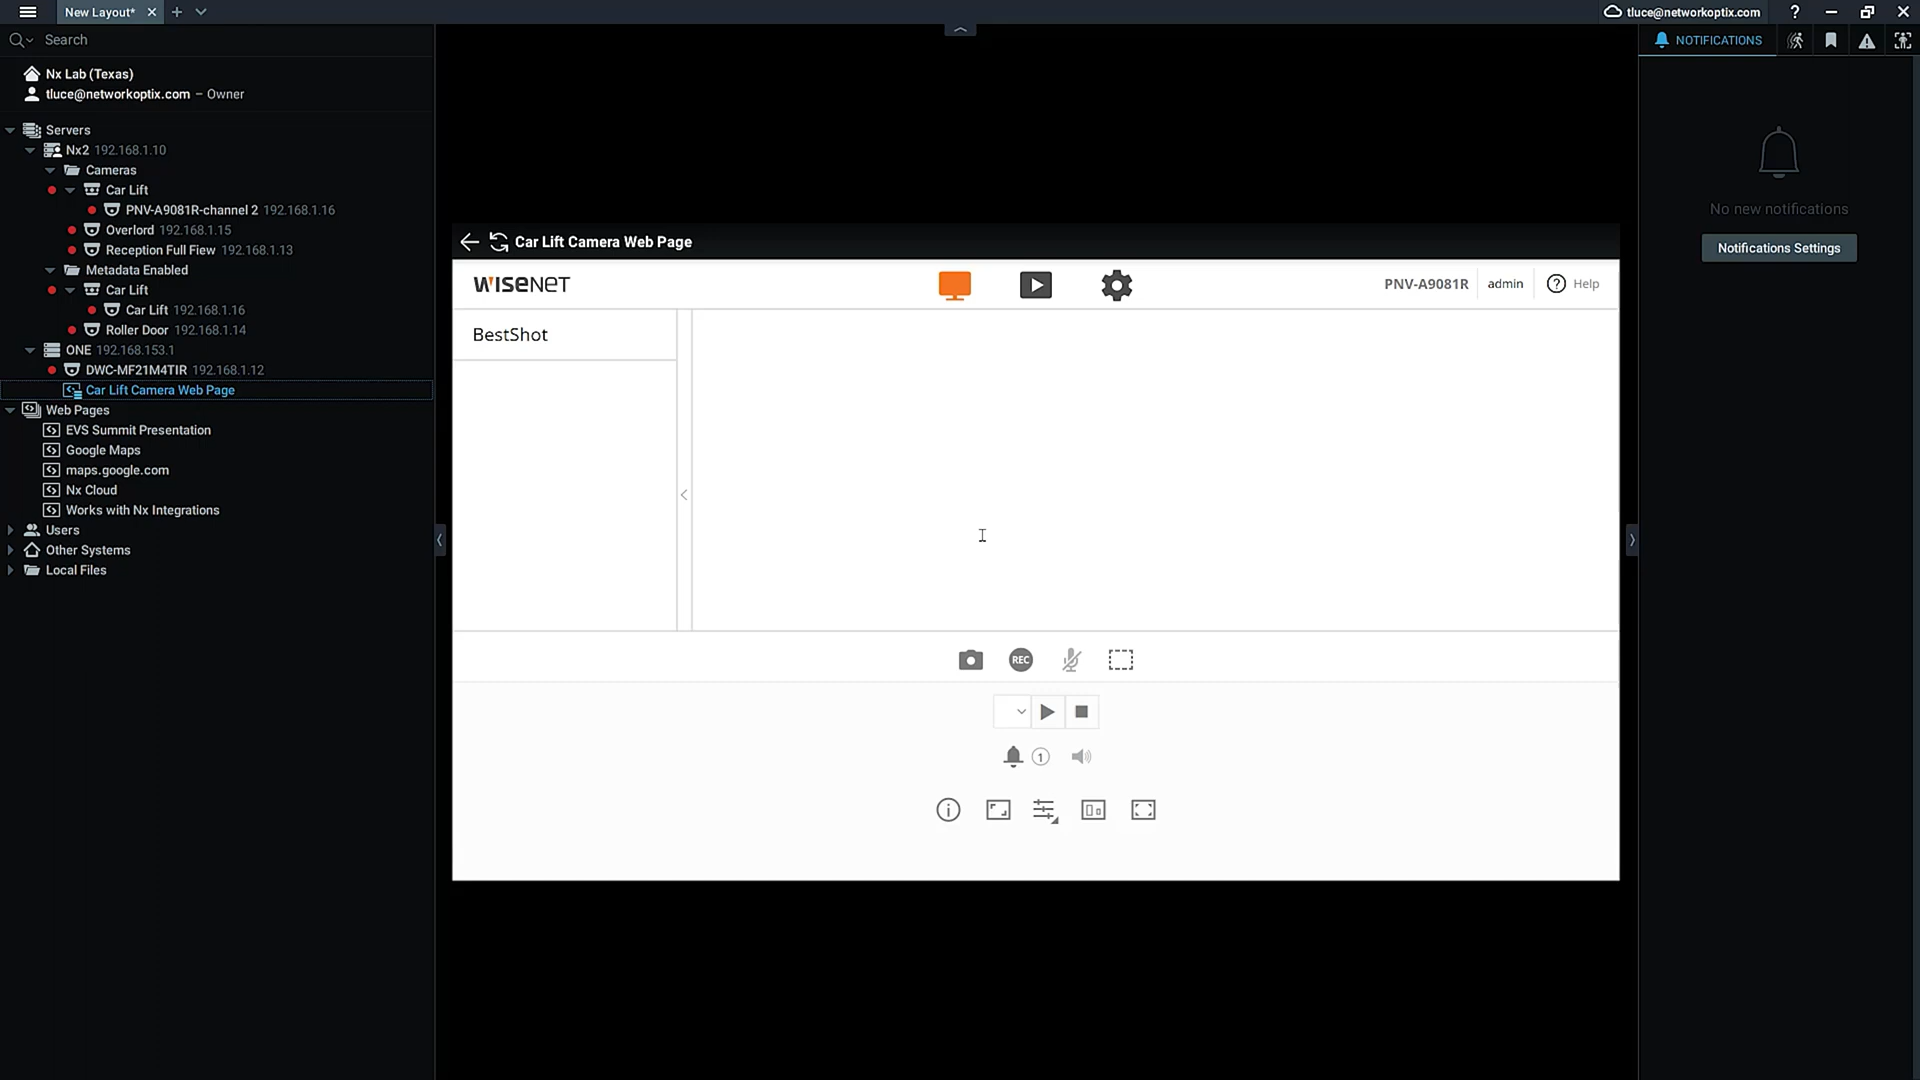 New Layout*
tluce@networkoptix.com
?
Search
NOTIFICATIONS
Nx Lab (Texas)
tluce@networkoptix.com – Owner
Servers
Nx2 192.168.1.10
Cameras
Car Lift
PNV-A9081R-channel 2 192.168.1.16
Overlord 192.168.1.15
Reception Full Fiew 192.168.1.13
Metadata Enabled
Car Lift
Car Lift 192.168.1.16
Roller Door 192.168.1.14
ONE 192.168.153.1
DWC-MF21M4TIR 192.168.1.12
Car Lift Camera Web Page
Web Pages
EVS Summit Presentation
Google Maps
maps.google.com
Nx Cloud
Works with Nx Integrations
Users
Other Systems
Local Files
Car Lift Camera Web Page
WISENET
PNV-A9081R
admin
? Help
BestShot
REC
1
No new notifications
Notifications Settings